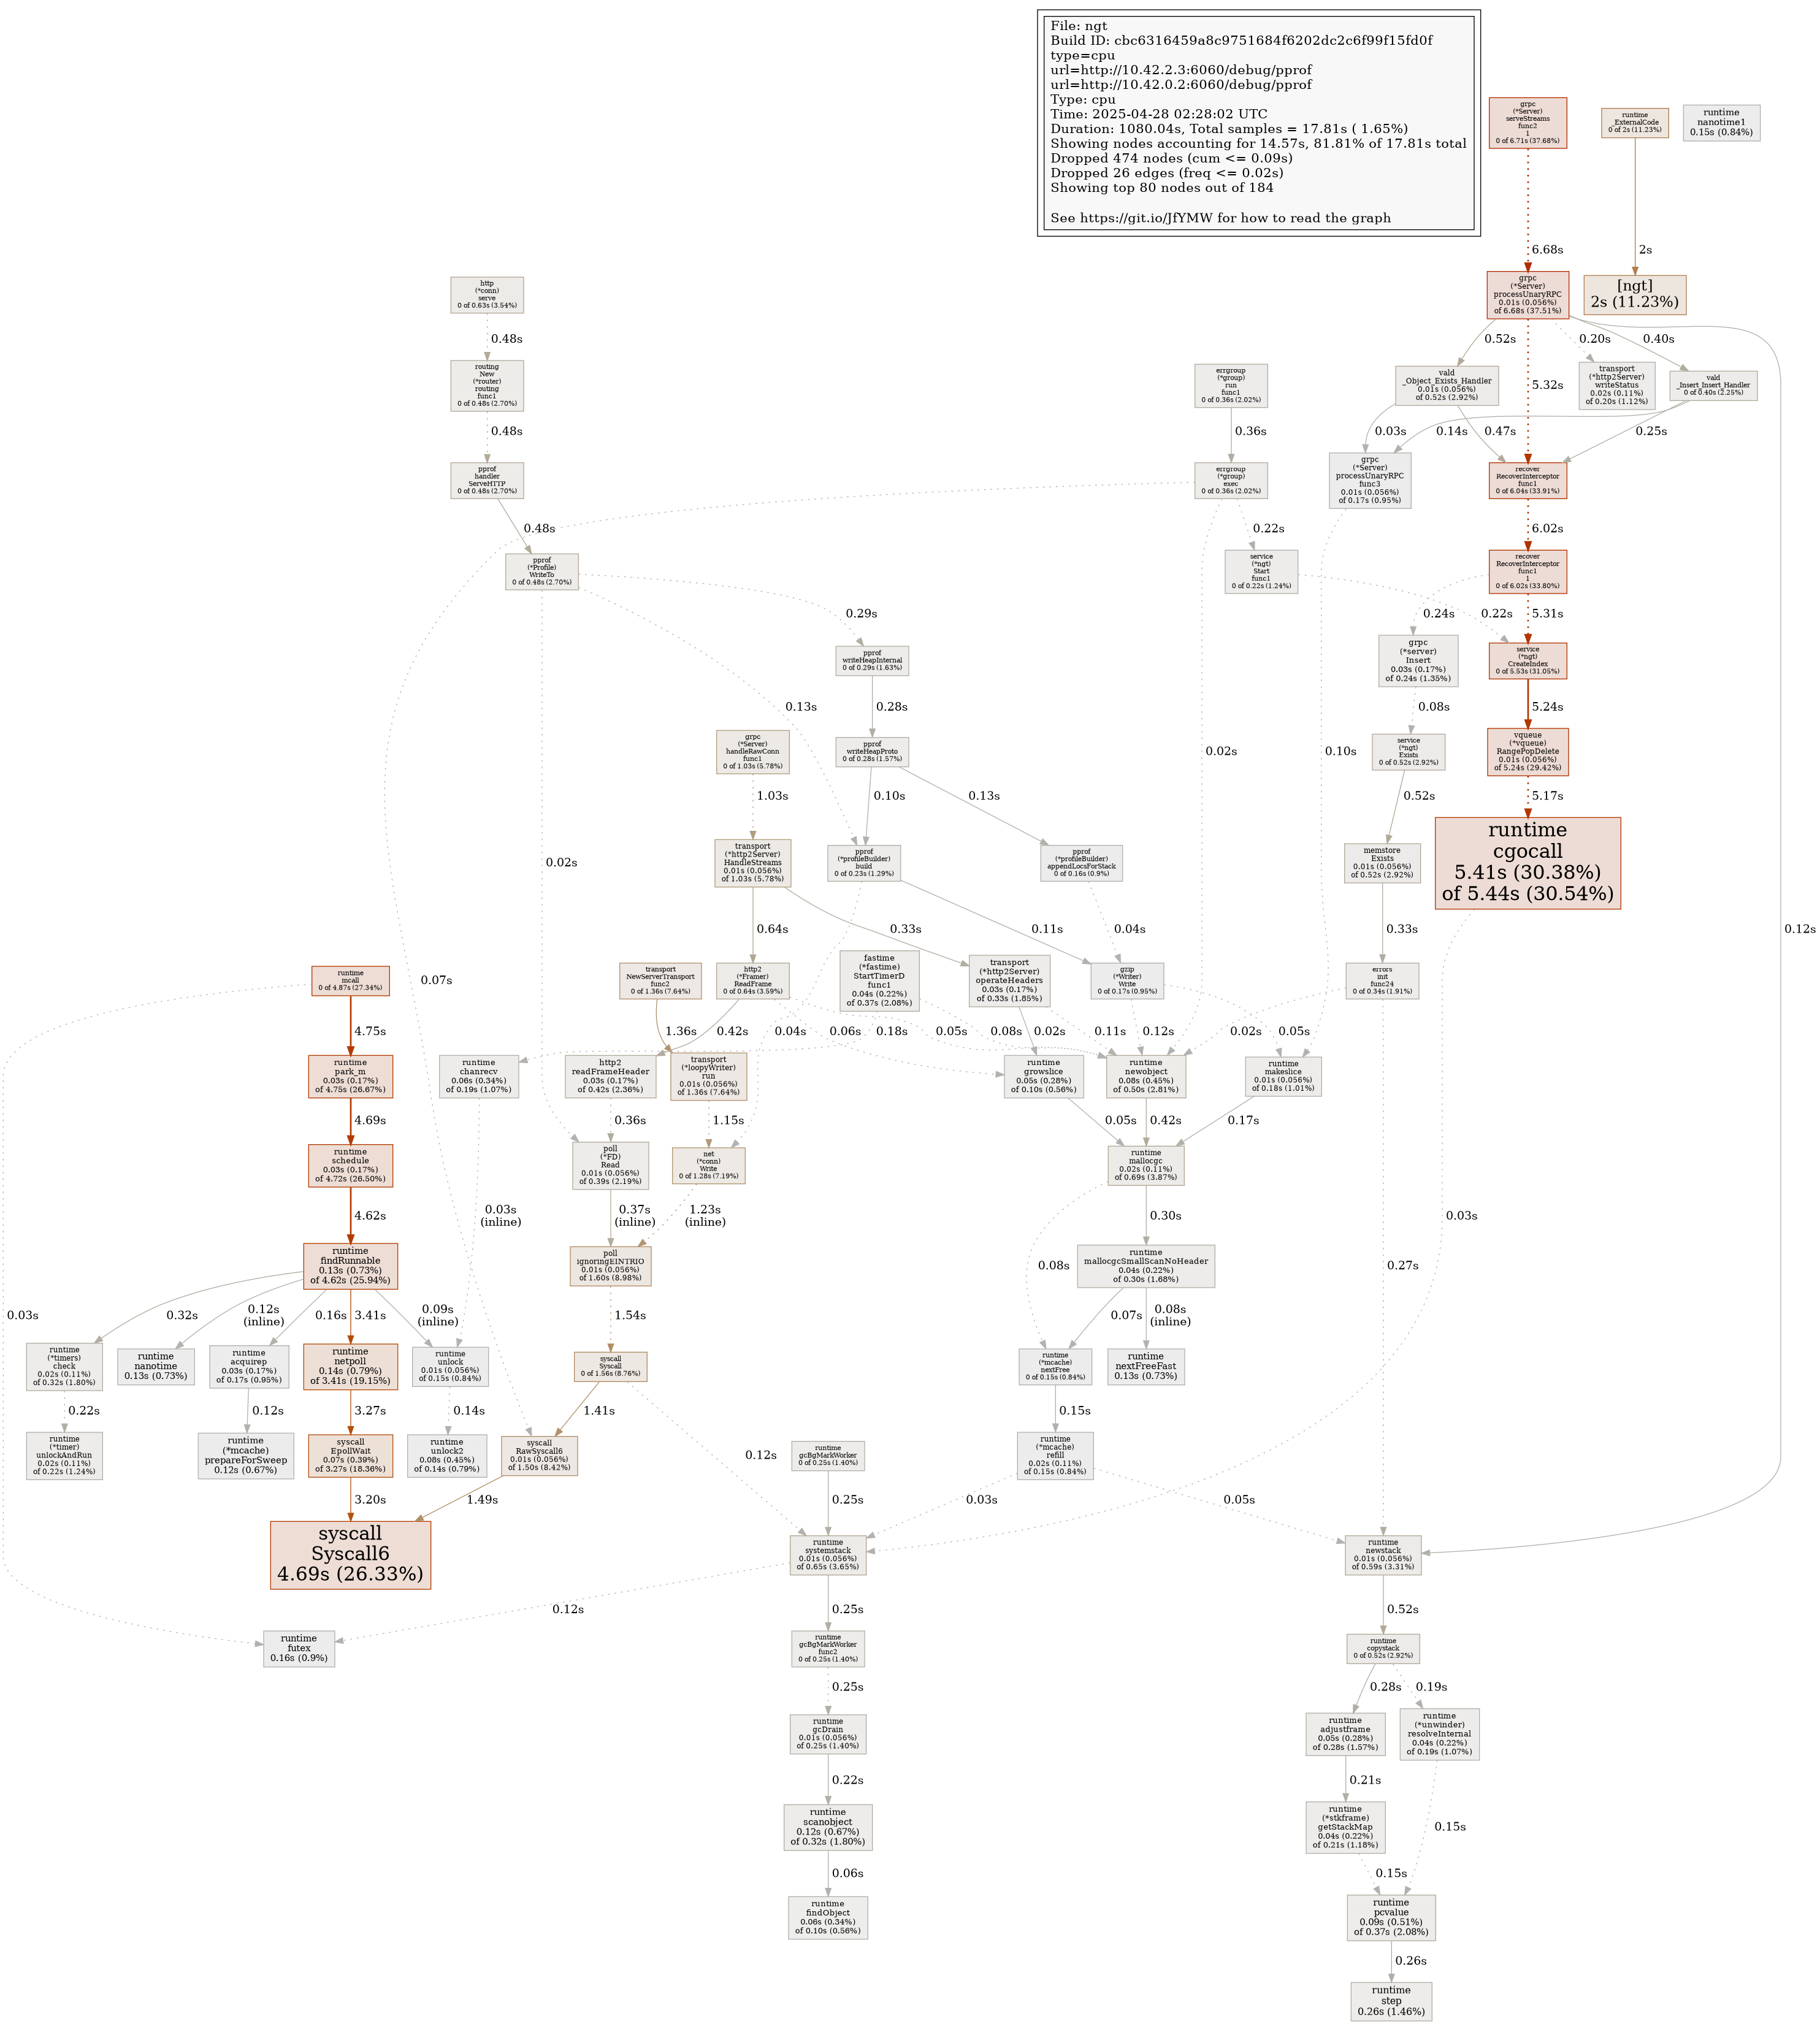 File: ngt
Build ID: cbc6316459a8c9751684f6202dc2c6f99f15fd0f
type=cpu
url=http://10.42.2.3:6060/debug/pprof
url=http://10.42.0.2:6060/debug/pprof
Type: cpu
Time: 2025-04-28 02:28:02 UTC
Duration: 1080.04s, Total samples = 17.81s ( 1.65%)
Showing nodes accounting for 14.57s, 81.81% of 17.81s total
Dropped 474 nodes (cum <= 0.09s)
Dropped 26 edges (freq <= 0.02s)
Showing top 80 nodes out of 184
See https://git.io/JfYMW for how to read the graph
grpc
(*Server)
serveStreams
func2
1
0 of 6.71s (37.68%)
runtime
_ExternalCode
0 of 2s (11.23%)
runtime
nanotime1
0.15s (0.84%)
6.68s
2s
http
(*conn)
serve
0 of 0.63s (3.54%)
grpc
(*Server)
processUnaryRPC
0.01s (0.056%)
of 6.68s (37.51%)
[ngt]
2s (11.23%)
0.48s
0.52s
5.32s
0.20s
0.40s
routing
New
(*router)
routing
func1
0 of 0.48s (2.70%)
errgroup
(*group)
run
func1
0 of 0.36s (2.02%)
vald
_Object_Exists_Handler
0.01s (0.056%)
of 0.52s (2.92%)
transport
(*http2Server)
writeStatus
0.02s (0.11%)
of 0.20s (1.12%)
vald
_Insert_Insert_Handler
0 of 0.40s (2.25%)
0.48s
0.36s
0.03s
0.47s
0.14s
0.25s
pprof
handler
ServeHTTP
0 of 0.48s (2.70%)
errgroup
(*group)
exec
0 of 0.36s (2.02%)
grpc
(*Server)
processUnaryRPC
func3
0.01s (0.056%)
of 0.17s (0.95%)
recover
RecoverInterceptor
func1
0 of 6.04s (33.91%)
0.48s
0.22s
6.02s
pprof
(*Profile)
WriteTo
0 of 0.48s (2.70%)
service
(*ngt)
Start
func1
0 of 0.22s (1.24%)
recover
RecoverInterceptor
func1
1
0 of 6.02s (33.80%)
0.29s
0.22s
0.24s
5.31s
pprof
writeHeapInternal
0 of 0.29s (1.63%)
grpc
(*server)
Insert
0.03s (0.17%)
of 0.24s (1.35%)
service
(*ngt)
CreateIndex
0 of 5.53s (31.05%)
0.13s
0.28s
0.08s
5.24s
grpc
(*Server)
handleRawConn
func1
0 of 1.03s (5.78%)
pprof
writeHeapProto
0 of 0.28s (1.57%)
0.02s
0.10s
service
(*ngt)
Exists
0 of 0.52s (2.92%)
vqueue
(*vqueue)
RangePopDelete
0.01s (0.056%)
of 5.24s (29.42%)
1.03s
0.10s
0.13s
0.52s
5.17s
0.12s
0.02s
transport
(*http2Server)
HandleStreams
0.01s (0.056%)
of 1.03s (5.78%)
pprof
(*profileBuilder)
build
0 of 0.23s (1.29%)
pprof
(*profileBuilder)
appendLocsForStack
0 of 0.16s (0.9%)
memstore
Exists
0.01s (0.056%)
of 0.52s (2.92%)
runtime
cgocall
5.41s (30.38%)
of 5.44s (30.54%)
0.07s
0.64s
0.33s
0.11s
0.04s
0.33s
runtime
mcall
0 of 4.87s (27.34%)
transport
NewServerTransport
func2
0 of 1.36s (7.64%)
http2
(*Framer)
ReadFrame
0 of 0.64s (3.59%)
fastime
(*fastime)
StartTimerD
func1
0.04s (0.22%)
of 0.37s (2.08%)
transport
(*http2Server)
operateHeaders
0.03s (0.17%)
of 0.33s (1.85%)
gzip
(*Writer)
Write
0 of 0.17s (0.95%)
errors
init
func24
0 of 0.34s (1.91%)
4.75s
1.36s
0.42s
0.04s
0.06s
0.18s
0.05s
0.08s
0.02s
0.11s
0.12s
0.05s
0.02s
runtime
park_m
0.03s (0.17%)
of 4.75s (26.67%)
runtime
chanrecv
0.06s (0.34%)
of 0.19s (1.07%)
http2
readFrameHeader
0.03s (0.17%)
of 0.42s (2.36%)
transport
(*loopyWriter)
run
0.01s (0.056%)
of 1.36s (7.64%)
runtime
growslice
0.05s (0.28%)
of 0.10s (0.56%)
runtime
newobject
0.08s (0.45%)
of 0.50s (2.81%)
runtime
makeslice
0.01s (0.056%)
of 0.18s (1.01%)
4.69s
0.36s
1.15s
0.05s
0.42s
0.17s
runtime
schedule
0.03s (0.17%)
of 4.72s (26.50%)
poll
(*FD)
Read
0.01s (0.056%)
of 0.39s (2.19%)
net
(*conn)
Write
0 of 1.28s (7.19%)
runtime
mallocgc
0.02s (0.11%)
of 0.69s (3.87%)
4.62s
0.03s
(inline)
0.37s
(inline)
1.23s
(inline)
0.30s
0.03s
runtime
findRunnable
0.13s (0.73%)
of 4.62s (25.94%)
poll
ignoringEINTRIO
0.01s (0.056%)
of 1.60s (8.98%)
runtime
mallocgcSmallScanNoHeader
0.04s (0.22%)
of 0.30s (1.68%)
0.08s
0.27s
0.03s
0.32s
0.12s
(inline)
0.16s
3.41s
0.09s
(inline)
1.54s
0.07s
0.08s
(inline)
runtime
(*timers)
check
0.02s (0.11%)
of 0.32s (1.80%)
runtime
nanotime
0.13s (0.73%)
runtime
acquirep
0.03s (0.17%)
of 0.17s (0.95%)
runtime
netpoll
0.14s (0.79%)
of 3.41s (19.15%)
runtime
unlock
0.01s (0.056%)
of 0.15s (0.84%)
syscall
Syscall
0 of 1.56s (8.76%)
runtime
(*mcache)
nextFree
0 of 0.15s (0.84%)
runtime
nextFreeFast
0.13s (0.73%)
0.22s
0.12s
3.27s
0.14s
1.41s
0.15s
runtime
(*timer)
unlockAndRun
0.02s (0.11%)
of 0.22s (1.24%)
runtime
(*mcache)
prepareForSweep
0.12s (0.67%)
syscall
EpollWait
0.07s (0.39%)
of 3.27s (18.36%)
runtime
unlock2
0.08s (0.45%)
of 0.14s (0.79%)
syscall
RawSyscall6
0.01s (0.056%)
of 1.50s (8.42%)
0.12s
runtime
gcBgMarkWorker
0 of 0.25s (1.40%)
runtime
(*mcache)
refill
0.02s (0.11%)
of 0.15s (0.84%)
3.20s
1.49s
0.25s
0.03s
0.05s
syscall
Syscall6
4.69s (26.33%)
runtime
systemstack
0.01s (0.056%)
of 0.65s (3.65%)
runtime
newstack
0.01s (0.056%)
of 0.59s (3.31%)
0.12s
0.25s
0.52s
runtime
futex
0.16s (0.9%)
runtime
gcBgMarkWorker
func2
0 of 0.25s (1.40%)
runtime
copystack
0 of 0.52s (2.92%)
0.25s
0.28s
0.19s
runtime
gcDrain
0.01s (0.056%)
of 0.25s (1.40%)
runtime
adjustframe
0.05s (0.28%)
of 0.28s (1.57%)
runtime
(*unwinder)
resolveInternal
0.04s (0.22%)
of 0.19s (1.07%)
0.22s
0.21s
runtime
scanobject
0.12s (0.67%)
of 0.32s (1.80%)
runtime
(*stkframe)
getStackMap
0.04s (0.22%)
of 0.21s (1.18%)
0.15s
0.06s
0.15s
runtime
findObject
0.06s (0.34%)
of 0.10s (0.56%)
runtime
pcvalue
0.09s (0.51%)
of 0.37s (2.08%)
0.26s
runtime
step
0.26s (1.46%)